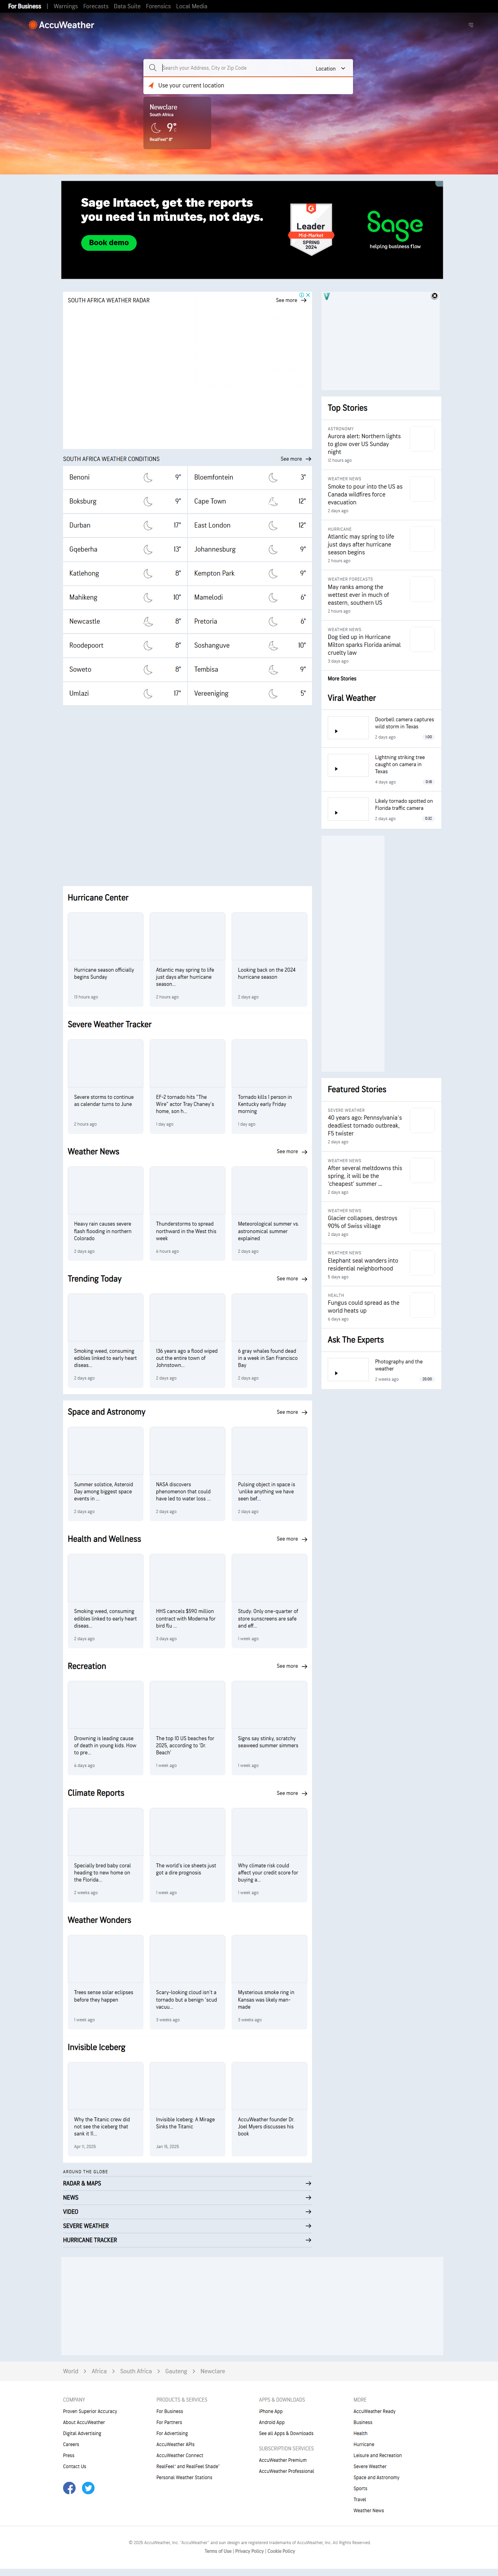 For Business | Warnings Forecasts Data Suite Forensics Local Media
AccuWeather
Search your Address, City or Zip Code
Location
Use your current location
Newclare
South Africa
9°
C
RealFeel® 8°
Sage Intacct, get the reports
you need in minutes, not days.
Book demo
Leader
Mid-Market
SPRING
2024
Sage
helping business flow
SOUTH AFRICA WEATHER RADAR
See more
SOUTH AFRICA WEATHER CONDITIONS
See more
Benoni 9°
Bloemfontein 3°
Boksburg 9°
Cape Town 12°
Durban 17°
East London 12°
Gqeberha 13°
Johannesburg 9°
Katlehong 8°
Kempton Park 9°
Mahikeng 10°
Mamelodi 6°
Newcastle 8°
Pretoria 6°
Roodepoort 8°
Soshanguve 10°
Soweto 8°
Tembisa 9°
Umlazi 17°
Vereeniging 5°
Top Stories
ASTRONOMY
Aurora alert: Northern lights
to glow over US Sunday
night
12 hours ago
WEATHER NEWS
Smoke to pour into the US as
Canada wildfires force
evacuation
2 days ago
HURRICANE
Atlantic may spring to life
just days after hurricane
season begins
2 hours ago
WEATHER FORECASTS
May ranks among the
wettest ever in much of
eastern, southern US
2 hours ago
WEATHER NEWS
Dog tied up in Hurricane
Milton sparks Florida animal
cruelty law
3 days ago
More Stories
Viral Weather
Doorbell camera captures
wild storm in Texas
2 days ago
1:00
Lightning striking tree
caught on camera in
Texas
4 days ago
0:18
Likely tornado spotted on
Florida traffic camera
2 days ago
0:32
Hurricane Center
Hurricane season officially
begins Sunday
13 hours ago
Atlantic may spring to life
just days after hurricane
season...
2 hours ago
Looking back on the 2024
hurricane season
2 days ago
Severe Weather Tracker
Severe storms to continue
as calendar turns to June
2 hours ago
EF-2 tornado hits "The
Wire" actor Tray Chaney's
home, son h...
1 day ago
Tornado kills 1 person in
Kentucky early Friday
morning
1 day ago
Weather News
See more
Heavy rain causes severe
flash flooding in northern
Colorado
2 days ago
Thunderstorms to spread
northward in the West this
week
6 hours ago
Meteorological summer vs.
astronomical summer
explained
2 days ago
Trending Today
See more
Smoking weed, consuming
edibles linked to early heart
diseas...
2 days ago
136 years ago a flood wiped
out the entire town of
Johnstown...
2 days ago
6 gray whales found dead
in a week in San Francisco
Bay
2 days ago
Featured Stories
SEVERE WEATHER
40 years ago: Pennsylvania's
deadliest tornado outbreak,
F5 twister
2 days ago
WEATHER NEWS
After several meltdowns this
spring, it will be the
'cheapest' summer ...
2 days ago
WEATHER NEWS
Glacier collapses, destroys
90% of Swiss village
2 days ago
WEATHER NEWS
Elephant seal wanders into
residential neighborhood
5 days ago
HEALTH
Fungus could spread as the
world heats up
6 days ago
Ask The Experts
Photography and the
weather
2 weeks ago
20:00
Space and Astronomy
See more
Summer solstice, Asteroid
Day among biggest space
events in ...
2 days ago
NASA discovers
phenomenon that could
have led to water loss ...
2 days ago
Pulsing object in space is
'unlike anything we have
seen bef...
2 days ago
Health and Wellness
See more
Smoking weed, consuming
edibles linked to early heart
diseas...
2 days ago
HHS cancels $590 million
contract with Moderna for
bird flu ...
3 days ago
Study: Only one-quarter of
store sunscreens are safe
and eff...
1 week ago
Recreation
See more
Drowning is leading cause
of death in young kids. How
to pre...
6 days ago
The top 10 US beaches for
2025, according to 'Dr.
Beach'
1 week ago
Signs say stinky, scratchy
seaweed summer simmers
1 week ago
Climate Reports
See more
Specially bred baby coral
heading to new home on
the Florida...
2 weeks ago
The world's ice sheets just
got a dire prognosis
1 week ago
Why climate risk could
affect your credit score for
buying a...
1 week ago
Weather Wonders
Trees sense solar eclipses
before they happen
1 week ago
Scary-looking cloud isn't a
tornado but a benign 'scud
vacuu...
3 weeks ago
Mysterious smoke ring in
Kansas was likely man-
made
3 weeks ago
Invisible Iceberg
Why the Titanic crew did
not see the iceberg that
sank it 11...
Apr 11, 2025
Invisible Iceberg: A Mirage
Sinks the Titanic
Jan 15, 2025
AccuWeather founder Dr.
Joel Myers discusses his
book
AROUND THE GLOBE
RADAR & MAPS
NEWS
VIDEO
SEVERE WEATHER
HURRICANE TRACKER
World > Africa > South Africa > Gauteng > Newclare
COMPANY
Proven Superior Accuracy
About AccuWeather
Digital Advertising
Careers
Press
Contact Us
PRODUCTS & SERVICES
For Business
For Partners
For Advertising
AccuWeather APIs
AccuWeather Connect
RealFeel® and RealFeel Shade™
Personal Weather Stations
APPS & DOWNLOADS
iPhone App
Android App
See all Apps & Downloads
SUBSCRIPTION SERVICES
AccuWeather Premium
AccuWeather Professional
MORE
AccuWeather Ready
Business
Health
Hurricane
Leisure and Recreation
Severe Weather
Space and Astronomy
Sports
Travel
Weather News
© 2025 AccuWeather, Inc. "AccuWeather" and sun design are registered trademarks of AccuWeather, Inc. All Rights Reserved.
Terms of Use | Privacy Policy | Cookie Policy